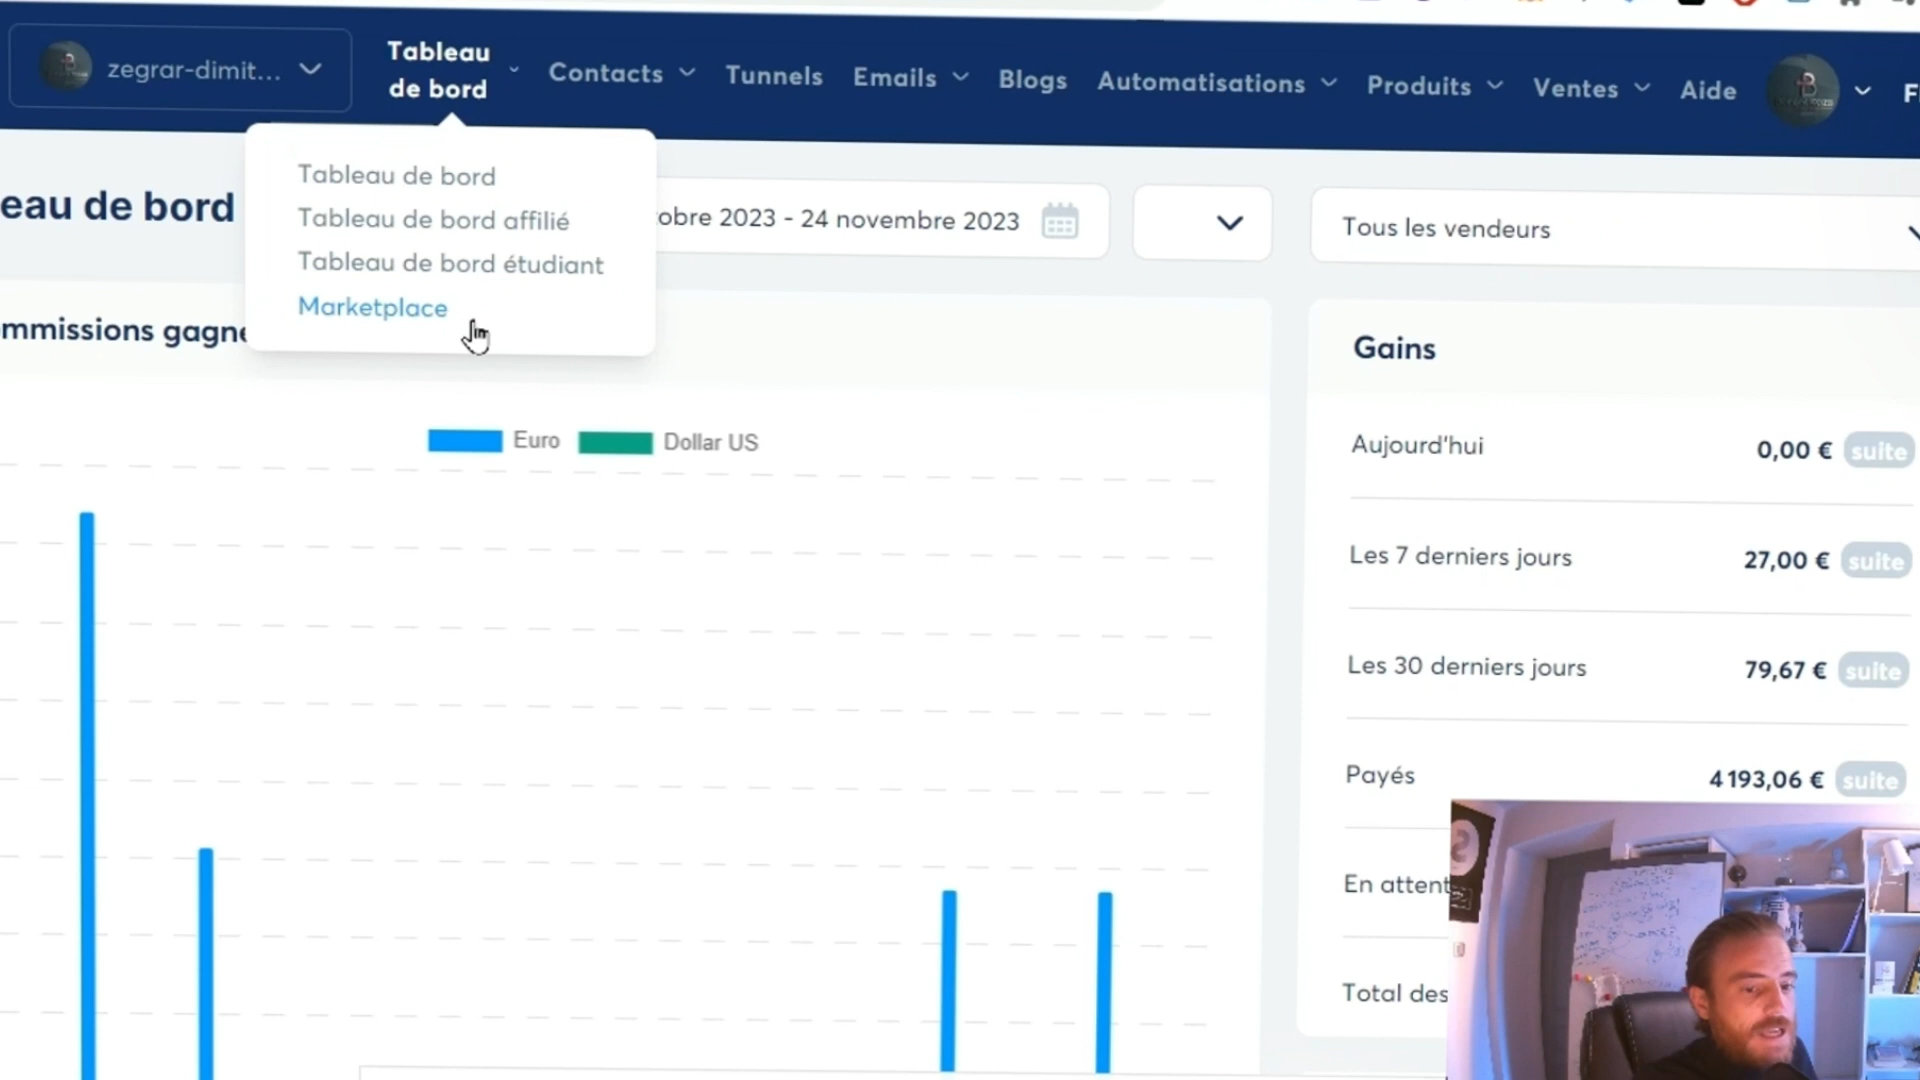 zegrar-dimit...
Tableau
de bord
Contacts
Tunnels
Emails
Blogs
Automatisations
Produits
Ventes
Aide
Tableau de bord
Tableau de bord affilié
Tableau de bord étudiant
Marketplace
eau de bord
obre 2023 - 24 novembre 2023
Tous les vendeurs
mmissions gagn
Euro
Dollar US
Gains
Aujourd'hui 0,00 € suite
Les 7 derniers jours 27,00 € suite
Les 30 derniers jours 79,67 € suite
Payés 4 193,06 € suite
En attent
Total des